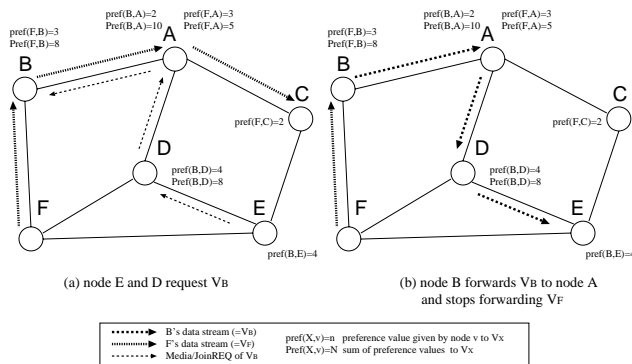 pref(B,A)=2 pref(F,A)=3
Pref(B,A)=10 Pref(F,A)=5
pref(F,B)=3
Pref(F,B)=8
A
B
C
pref(F,C)=2
D
pref(B,D)=4
Pref(B,D)=8
F
E
pref(B,E)=4
(a) node E and D request VB
pref(B,A)=2 pref(F,A)=3
Pref(B,A)=10 Pref(F,A)=5
pref(F,B)=3
Pref(F,B)=8
A
B
C
pref(F,C)=2
D
pref(B,D)=4
Pref(B,D)=8
F
E
pref(B,E)=4
(b) node B forwards VB to node A
and stops forwarding VF
B's data stream (=VB)
F's data stream (=VF)
Media/JoinREQ of VB
pref(X,v)=n preference value given by node v to Vx
Pref(X,v)=N sum of preference values to Vx